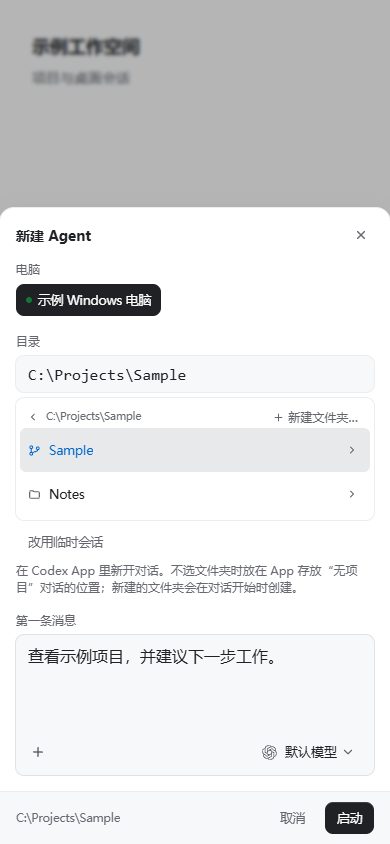 示例工作空间
项目与桌面会话
新建 Agent
电脑
示例 Windows 电脑
目录
C:\Projects\Sample
C:\Projects\Sample
新建文件夹...
Sample
Notes
改用临时会话
在 Codex App 里新开对话。不选文件夹时放在 App 存放“无项
目”对话的位置；新建的文件夹会在对话开始时创建。
第一条消息
查看示例项目，并建议下一步工作。
默认模型
C:\Projects\Sample
取消
启动